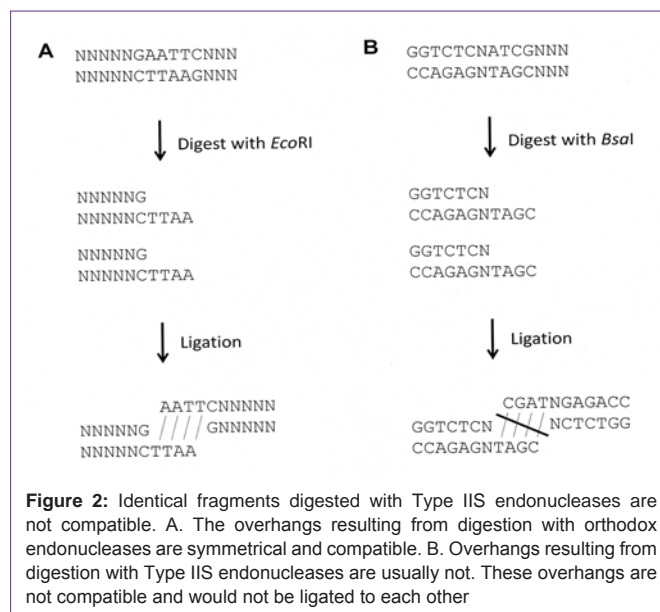 A
NNNNNGAATTCNNN
NNNNNCTTAAGNNN
Digest with EcoRI
NNNNNG
NNNNNCTTAA
NNNNNG
NNNNNCTTAA
Ligation
AATTCNNNNN
NNNNNG GNNNNN
NNNNNCTTAA
B
GGTCTCNATCGNNN
CCAGAGNTAGCNNN
Digest with BsaI
GGTCTCN
CCAGAGNTAGC
GGTCTCN
CCAGAGNTAGC
Ligation
CGATNGAGACC
GGTCTCN NCTCTGG
CCAGAGNTAGC
Figure 2: Identical fragments digested with Type IIS endonucleases are
not compatible. A. The overhangs resulting from digestion with orthodox
endonucleases are symmetrical and compatible. B. Overhangs resulting from
digestion with Type IIS endonucleases are usually not. These overhangs are
not compatible and would not be ligated to each other